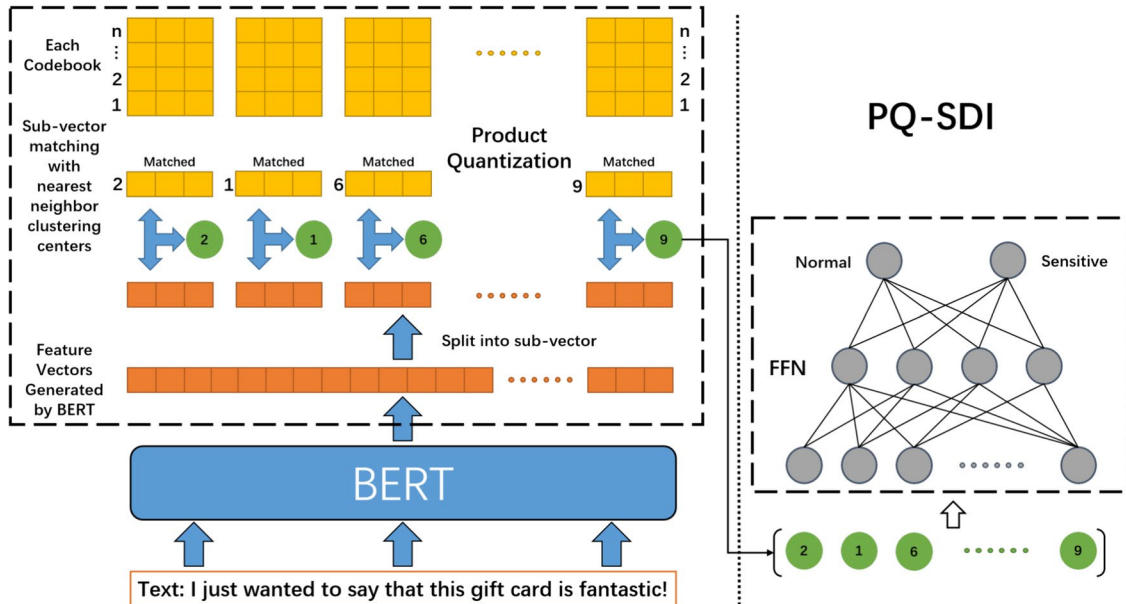 Each
Codebook
n
⋮
2
1
n
⋮
2
1
Sub-vector
matching
with
nearest
neighbor
clustering
centers
Product
Quantization
Matched
Matched
Matched
Matched
2
1
6
9
2
1
6
9
Split into sub-vector
Feature
Vectors
Generated
by BERT
BERT
Text: I just wanted to say that this gift card is fantastic!
PQ-SDI
Normal
Sensitive
FFN
2 1 6 ...... 9